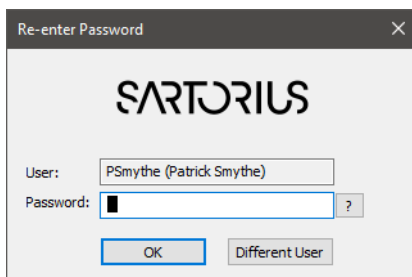 Re-enter Password
SARTORIUS
User: PSmythe (Patrick Smythe)
Password: ?
OK Different User